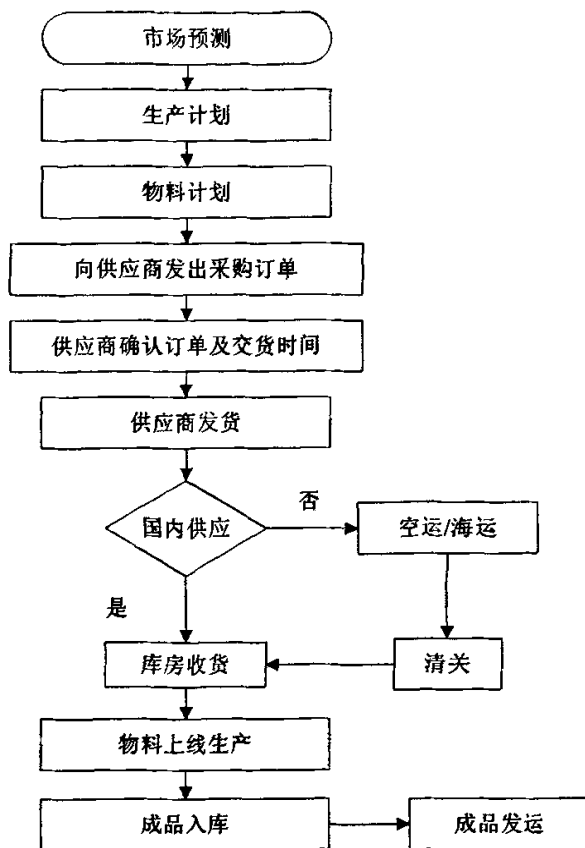 市场预测
生产计划
物料计划
向供应商发出采购订单
供应商确认订单及交货时间
供应商发货
国内供应
否
空运/海运
是
库房收货
清关
物料上线生产
成品入库
成品发运